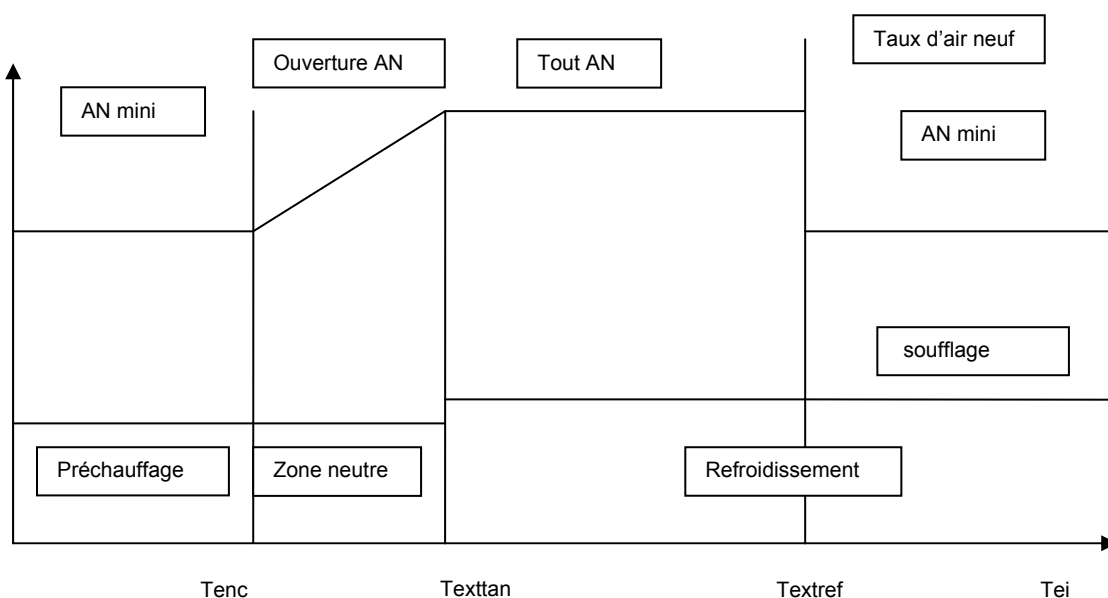 Taux d'air neuf
Ouverture AN
Tout AN
AN mini
AN mini
soufflage
Préchauffage
Zone neutre
Refroidissement
Tenc
Texttan
Textref
Tei